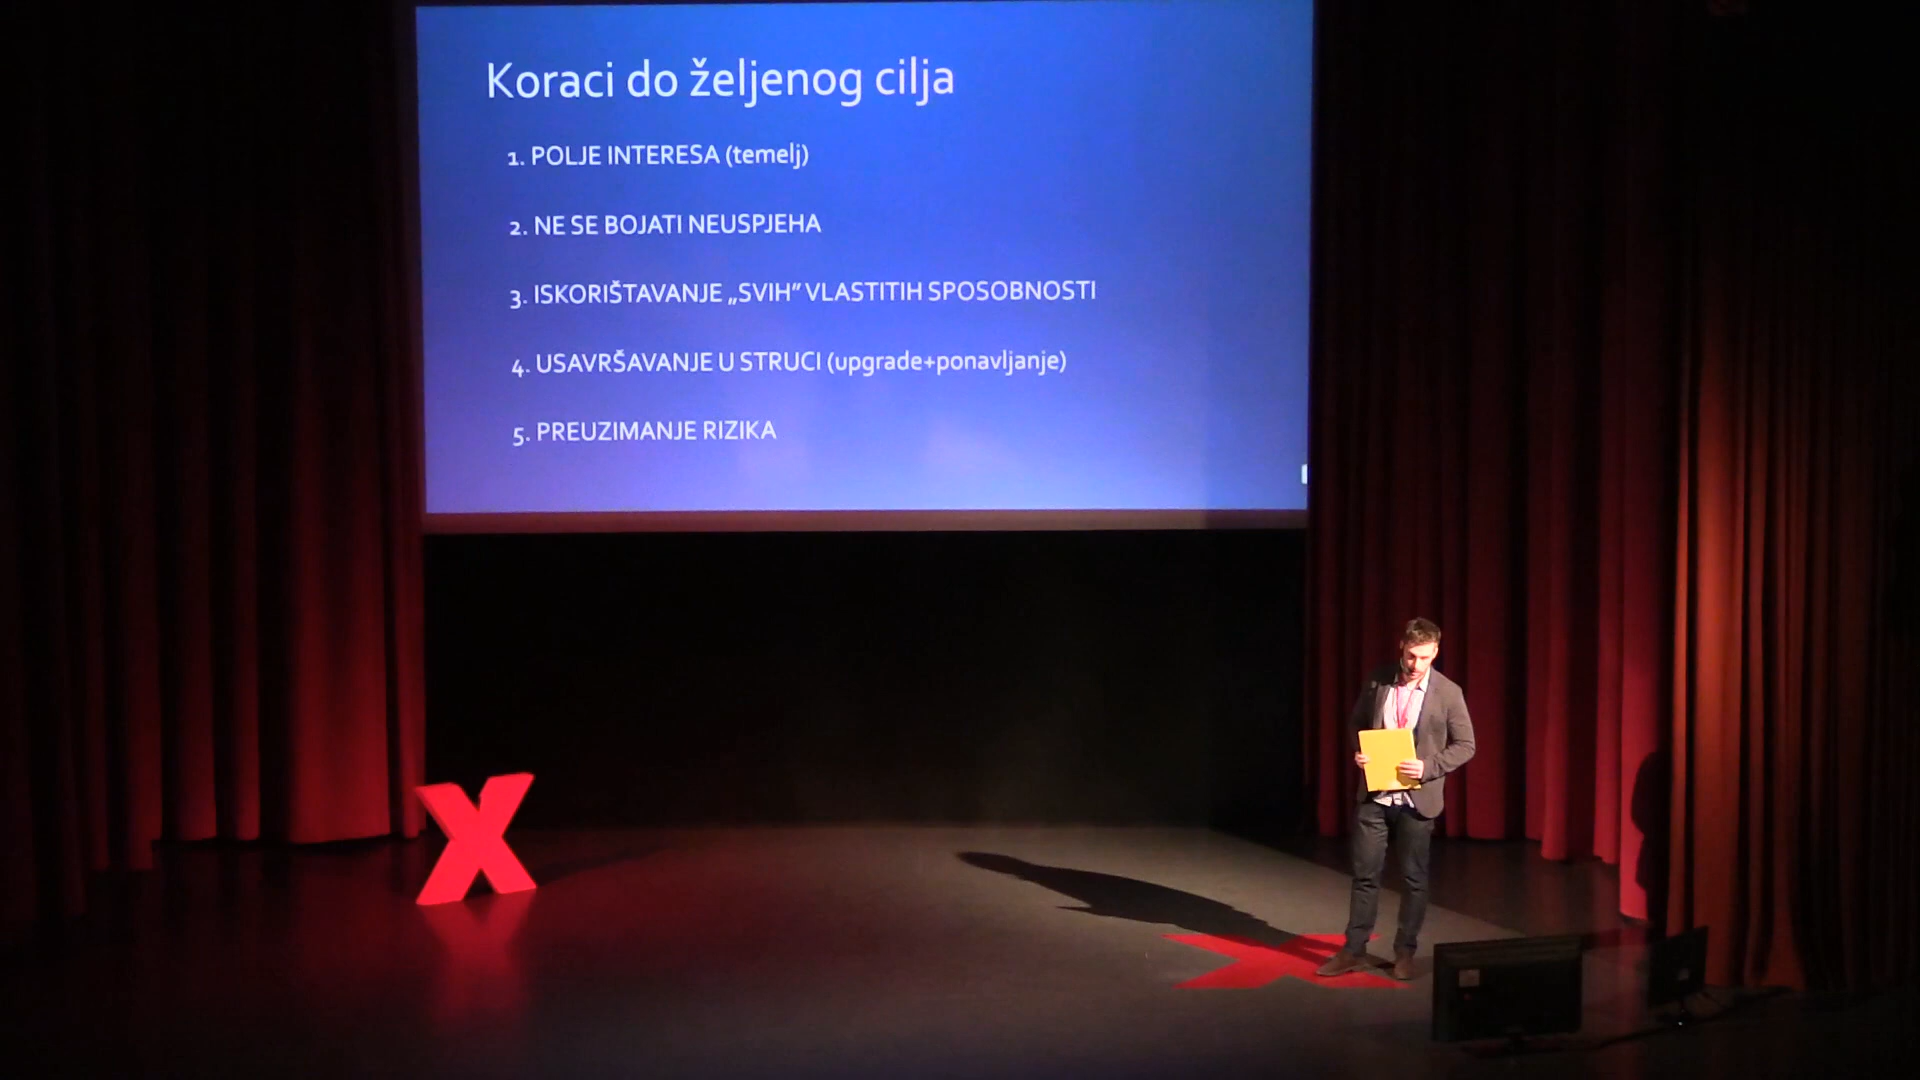 Koraci do željenog cilja
1. POLJE INTERESA (temelj)
2. NE SE BOJATI NEUSPJEHA
3. ISKORIŠTAVANJE „SVIH” VLASTITIH SPOSOBNOSTI
4. USAVRŠAVANJE U STRUCI (upgrade+ponavljanje)
5. PREUZIMANJE RIZIKA
X